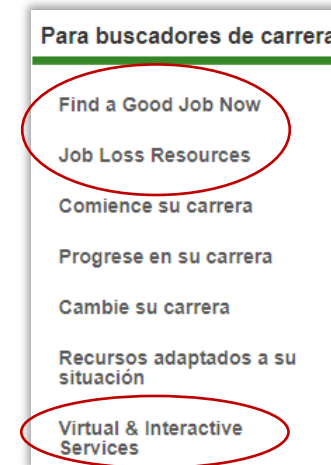 Para buscadores de carrera
Find a Good Job Now
Job Loss Resources
Comience su carrera
Progrese en su carrera
Cambie su carrera
Recursos adaptados a su
situación
Virtual & Interactive
Services